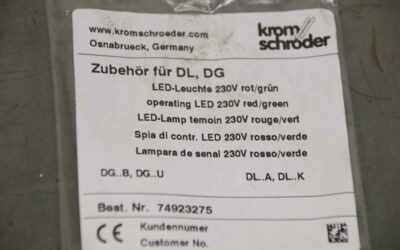 www.kromschroeder.com
Osnabrueck, Germany
krom
schröder
Zubehör für DL, DG
LED-Leuchte 230V rot/grün
operating LED 230V red/green
LED-Lamp temoin 230V rouge/vert
Spia di contr. LED 230V rosso/verde
Lampara de senal 230V rosso/verde
DG..B, DG..U DL..A, DL..K
Best. Nr. 74923275
CE Kundennummer
Customer No.